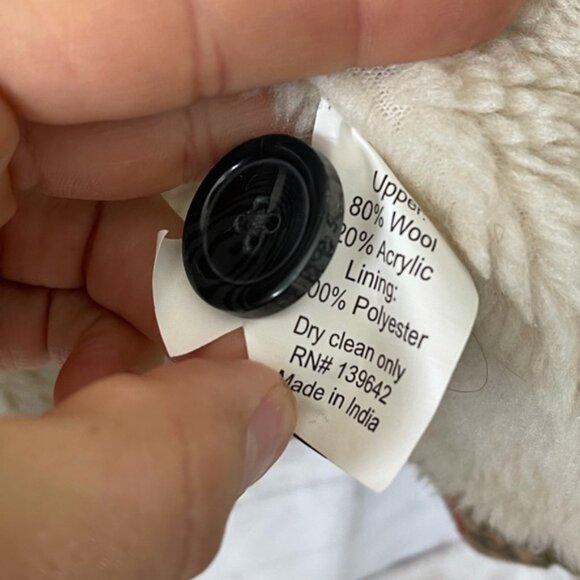 Upper:
80% Wool
20% Acrylic
Lining:
00% Polyester
Dry clean only
RN# 139642
Made in India